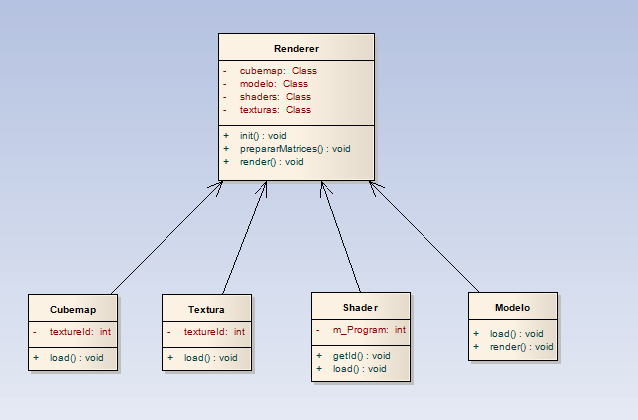 Renderer
- cubemap: Class
- modelo: Class
- shaders: Class
- texturas: Class
+ init() : void
+ prepararMatrices() : void
+ render() : void
Cubemap
- textureId: int
+ load() : void
Textura
- textureId: int
+ load() : void
Shader
- m_Program: int
+ getId() : void
+ load() : void
Modelo
+ load() : void
+ render() : void